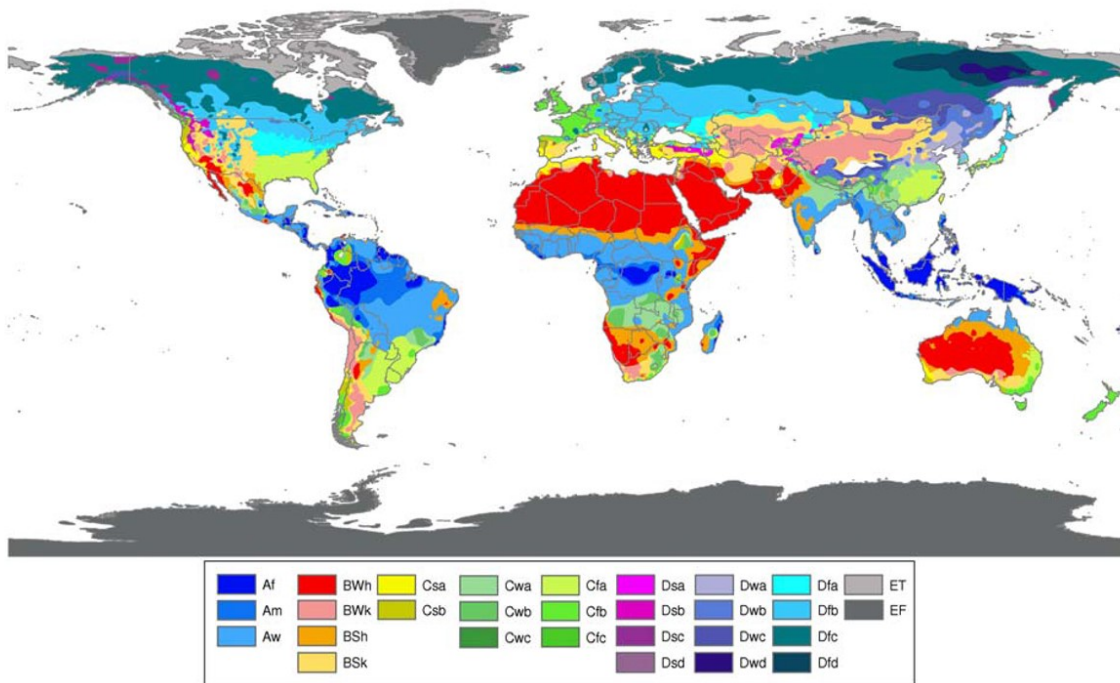 Af BWh Csa Cwa Cfa Dsa Dwa Dfa ET
Am BWk Csb Cwb Cfb Dsb Dwb Dfb EF
Aw BSh Cwc Cfc Dsc Dwc Dfc
BSk Dsd Dwd Dfd